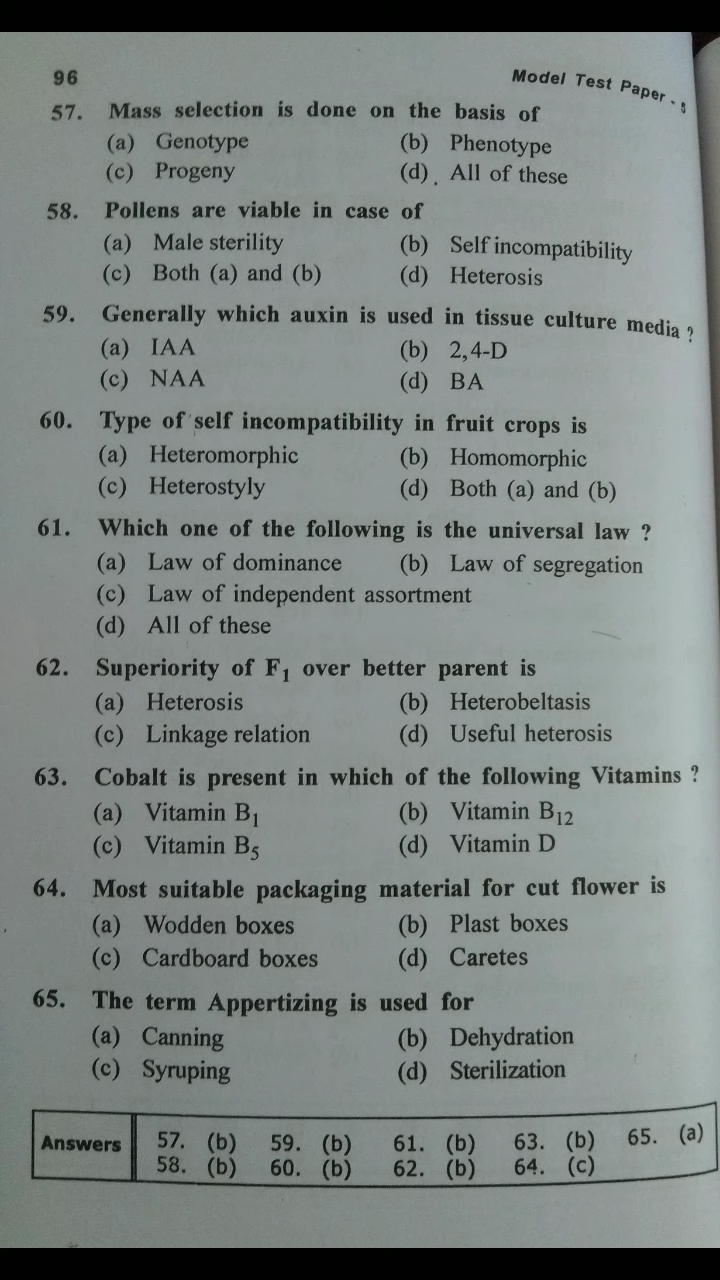 96
Model Test Paper - 5
57. Mass selection is done on the basis of
(a) Genotype (b) Phenotype
(c) Progeny (d) All of these
58. Pollens are viable in case of
(a) Male sterility (b) Self incompatibility
(c) Both (a) and (b) (d) Heterosis
59. Generally which auxin is used in tissue culture media ?
(a) IAA (b) 2,4-D
(c) NAA (d) BA
60. Type of self incompatibility in fruit crops is
(a) Heteromorphic (b) Homomorphic
(c) Heterostyly (d) Both (a) and (b)
61. Which one of the following is the universal law ?
(a) Law of dominance (b) Law of segregation
(c) Law of independent assortment
(d) All of these
62. Superiority of F₁ over better parent is
(a) Heterosis (b) Heterobeltasis
(c) Linkage relation (d) Useful heterosis
63. Cobalt is present in which of the following Vitamins ?
(a) Vitamin B₁ (b) Vitamin B₁₂
(c) Vitamin B₅ (d) Vitamin D
64. Most suitable packaging material for cut flower is
(a) Wodden boxes (b) Plast boxes
(c) Cardboard boxes (d) Caretes
65. The term Appertizing is used for
(a) Canning (b) Dehydration
(c) Syruping (d) Sterilization
Answers
57. (b) 59. (b) 61. (b) 63. (b) 65. (a)
58. (b) 60. (b) 62. (b) 64. (c)